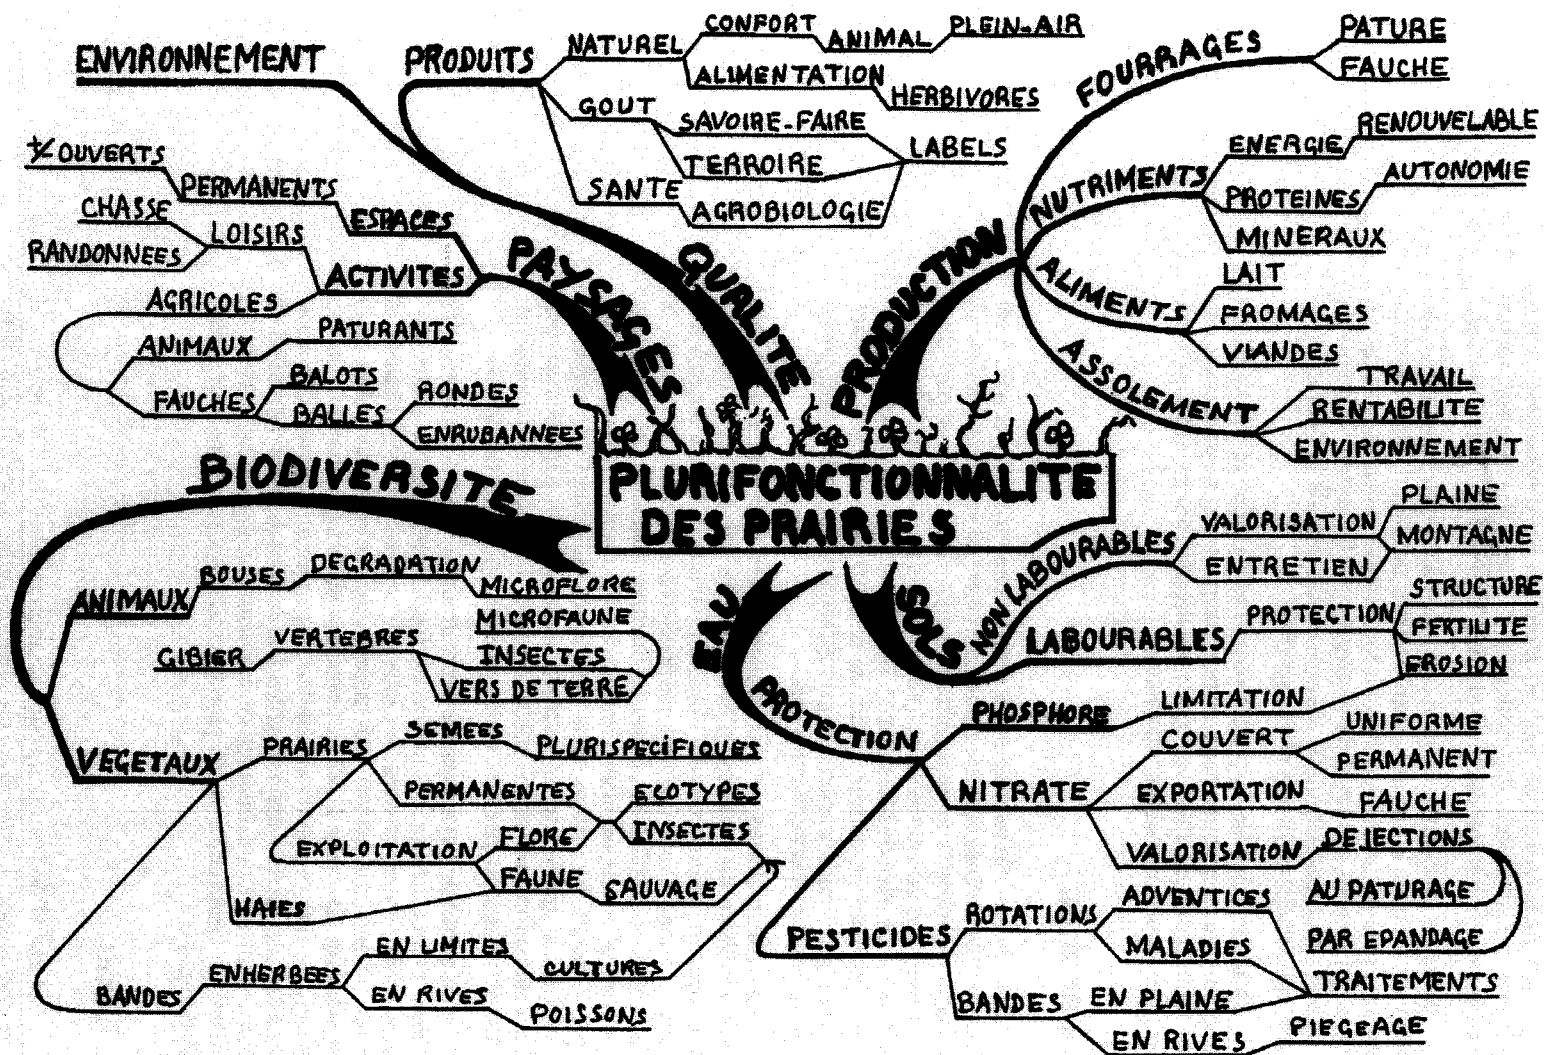 ENVIRONNEMENT
PRODUITS
NATUREL
CONFORT
ANIMAL
PLEIN-AIR
ALIMENTATION
HERBIVORES
GOUT
SAVOIRE-FAIRE
TERROIRE
LABELS
SANTE
AGROBIOLOGIE
QUALITE
PAYSAGES
ESPACES
PERMANENTS
+/- OUVERTS
ACTIVITES
LOISIRS
CHASSE
RANDONNEES
AGRICOLES
ANIMAUX
PATURANTS
FAUCHES
BALOTS
BALLES
RONDES
ENRUBANNEES
PRODUCTION
FOURRAGES
PATURE
FAUCHE
NUTRIMENTS
ENERGIE
RENOUVELABLE
PROTEINES
AUTONOMIE
MINERAUX
ALIMENTS
LAIT
FROMAGES
VIANDES
ASSOLEMENT
TRAVAIL
RENTABILITE
ENVIRONNEMENT
PLURIFONCTIONNALITE
DES PRAIRIES
BIODIVERSITE
ANIMAUX
BOUSES
DEGRADATION
MICROFLORE
MICROFAUNE
GIBIER
VERTEBRES
INSECTES
VERS DE TERRE
VEGETAUX
PRAIRIES
SEMEES
PLURISPECIFIQUES
PERMANENTES
ECOTYPES
INSECTES
EXPLOITATION
FLORE
FAUNE
SAUVAGE
HAIES
BANDES
ENHERBEES
EN LIMITES
CULTURES
EN RIVES
POISSONS
SOLS
NON LABOURABLES
VALORISATION
PLAINE
MONTAGNE
ENTRETIEN
LABOURABLES
PROTECTION
STRUCTURE
FERTILITE
EROSION
EAU
PROTECTION
PHOSPHORE
LIMITATION
NITRATE
COUVERT
UNIFORME
PERMANENT
EXPORTATION
FAUCHE
VALORISATION
DEJECTIONS
AU PATURAGE
PAR EPANDAGE
PESTICIDES
ROTATIONS
ADVENTICES
MALADIES
TRAITEMENTS
BANDES
EN PLAINE
EN RIVES
PIEGEAGE